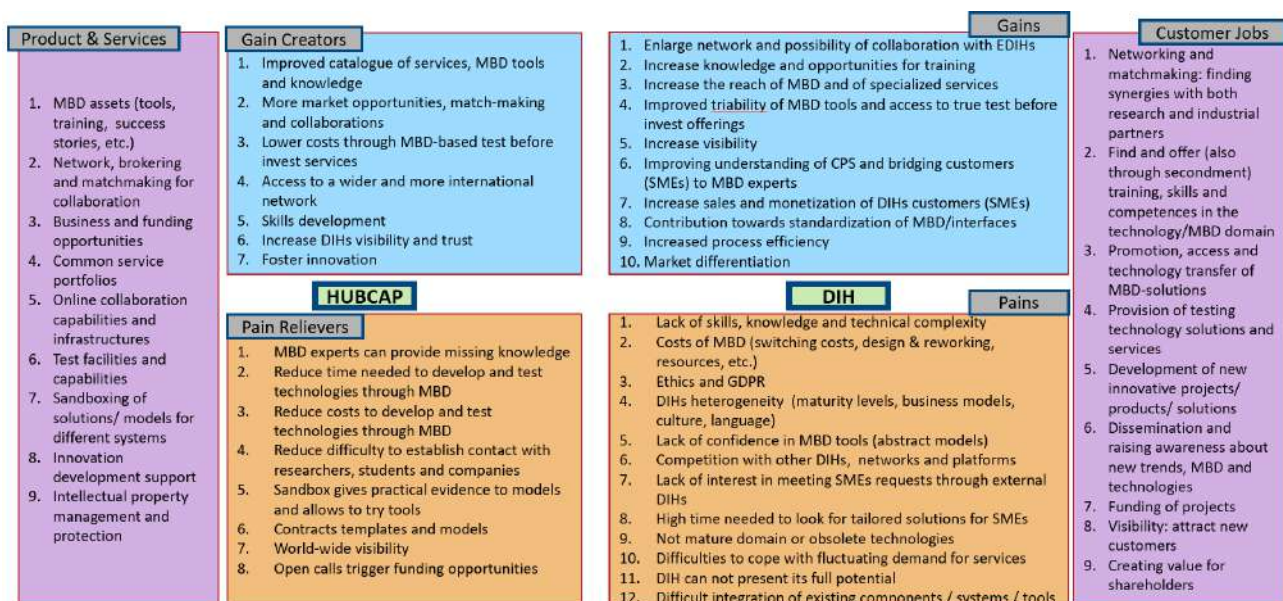 Product & Services
1. MBD assets (tools,
training, success
stories, etc.)
2. Network, brokering
and matchmaking for
collaboration
3. Business and funding
opportunities
4. Common service
portfolios
5. Online collaboration
capabilities and
infrastructures
6. Test facilities and
capabilities
7. Sandboxing of
solutions/ models for
different systems
8. Innovation
development support
9. Intellectual property
management and
protection
Gain Creators
1. Improved catalogue of services, MBD tools
and knowledge
2. More market opportunities, match-making
and collaborations
3. Lower costs through MBD-based test before
invest services
4. Access to a wider and more international
network
5. Skills development
6. Increase DIHs visibility and trust
7. Foster innovation
HUBCAP
Pain Relievers
1. MBD experts can provide missing knowledge
2. Reduce time needed to develop and test
technologies through MBD
3. Reduce costs to develop and test
technologies through MBD
4. Reduce difficulty to establish contact with
researchers, students and companies
5. Sandbox gives practical evidence to models
and allows to try tools
6. Contracts templates and models
7. World-wide visibility
8. Open calls trigger funding opportunities
Gains
1. Enlarge network and possibility of collaboration with EDIHs
2. Increase knowledge and opportunities for training
3. Increase the reach of MBD and of specialized services
4. Improved triability of MBD tools and access to true test before
invest offerings
5. Increase visibility
6. Improving understanding of CPS and bridging customers
(SMEs) to MBD experts
7. Increase sales and monetization of DIHs customers (SMEs)
8. Contribution towards standardization of MBD/interfaces
9. Increased process efficiency
10. Market differentiation
DIH
Pains
1. Lack of skills, knowledge and technical complexity
2. Costs of MBD (switching costs, design & reworking,
resources, etc.)
3. Ethics and GDPR
4. DIHs heterogeneity (maturity levels, business models,
culture, language)
5. Lack of confidence in MBD tools (abstract models)
6. Competition with other DIHs, networks and platforms
7. Lack of interest in meeting SMEs requests through external
DIHs
8. High time needed to look for tailored solutions for SMEs
9. Not mature domain or obsolete technologies
10. Difficulties to cope with fluctuating demand for services
11. DIH can not present its full potential
12. Difficult integration of existing components / systems / tools
Customer Jobs
1. Networking and
matchmaking: finding
synergies with both
research and industrial
partners
2. Find and offer (also
through secondment)
training, skills and
competences in the
technology/MBD domain
3. Promotion, access and
technology transfer of
MBD-solutions
4. Provision of testing
technology solutions and
services
5. Development of new
innovative projects/
products/ solutions
6. Dissemination and
raising awareness about
new trends, MBD and
technologies
7. Funding of projects
8. Visibility: attract new
customers
9. Creating value for
shareholders